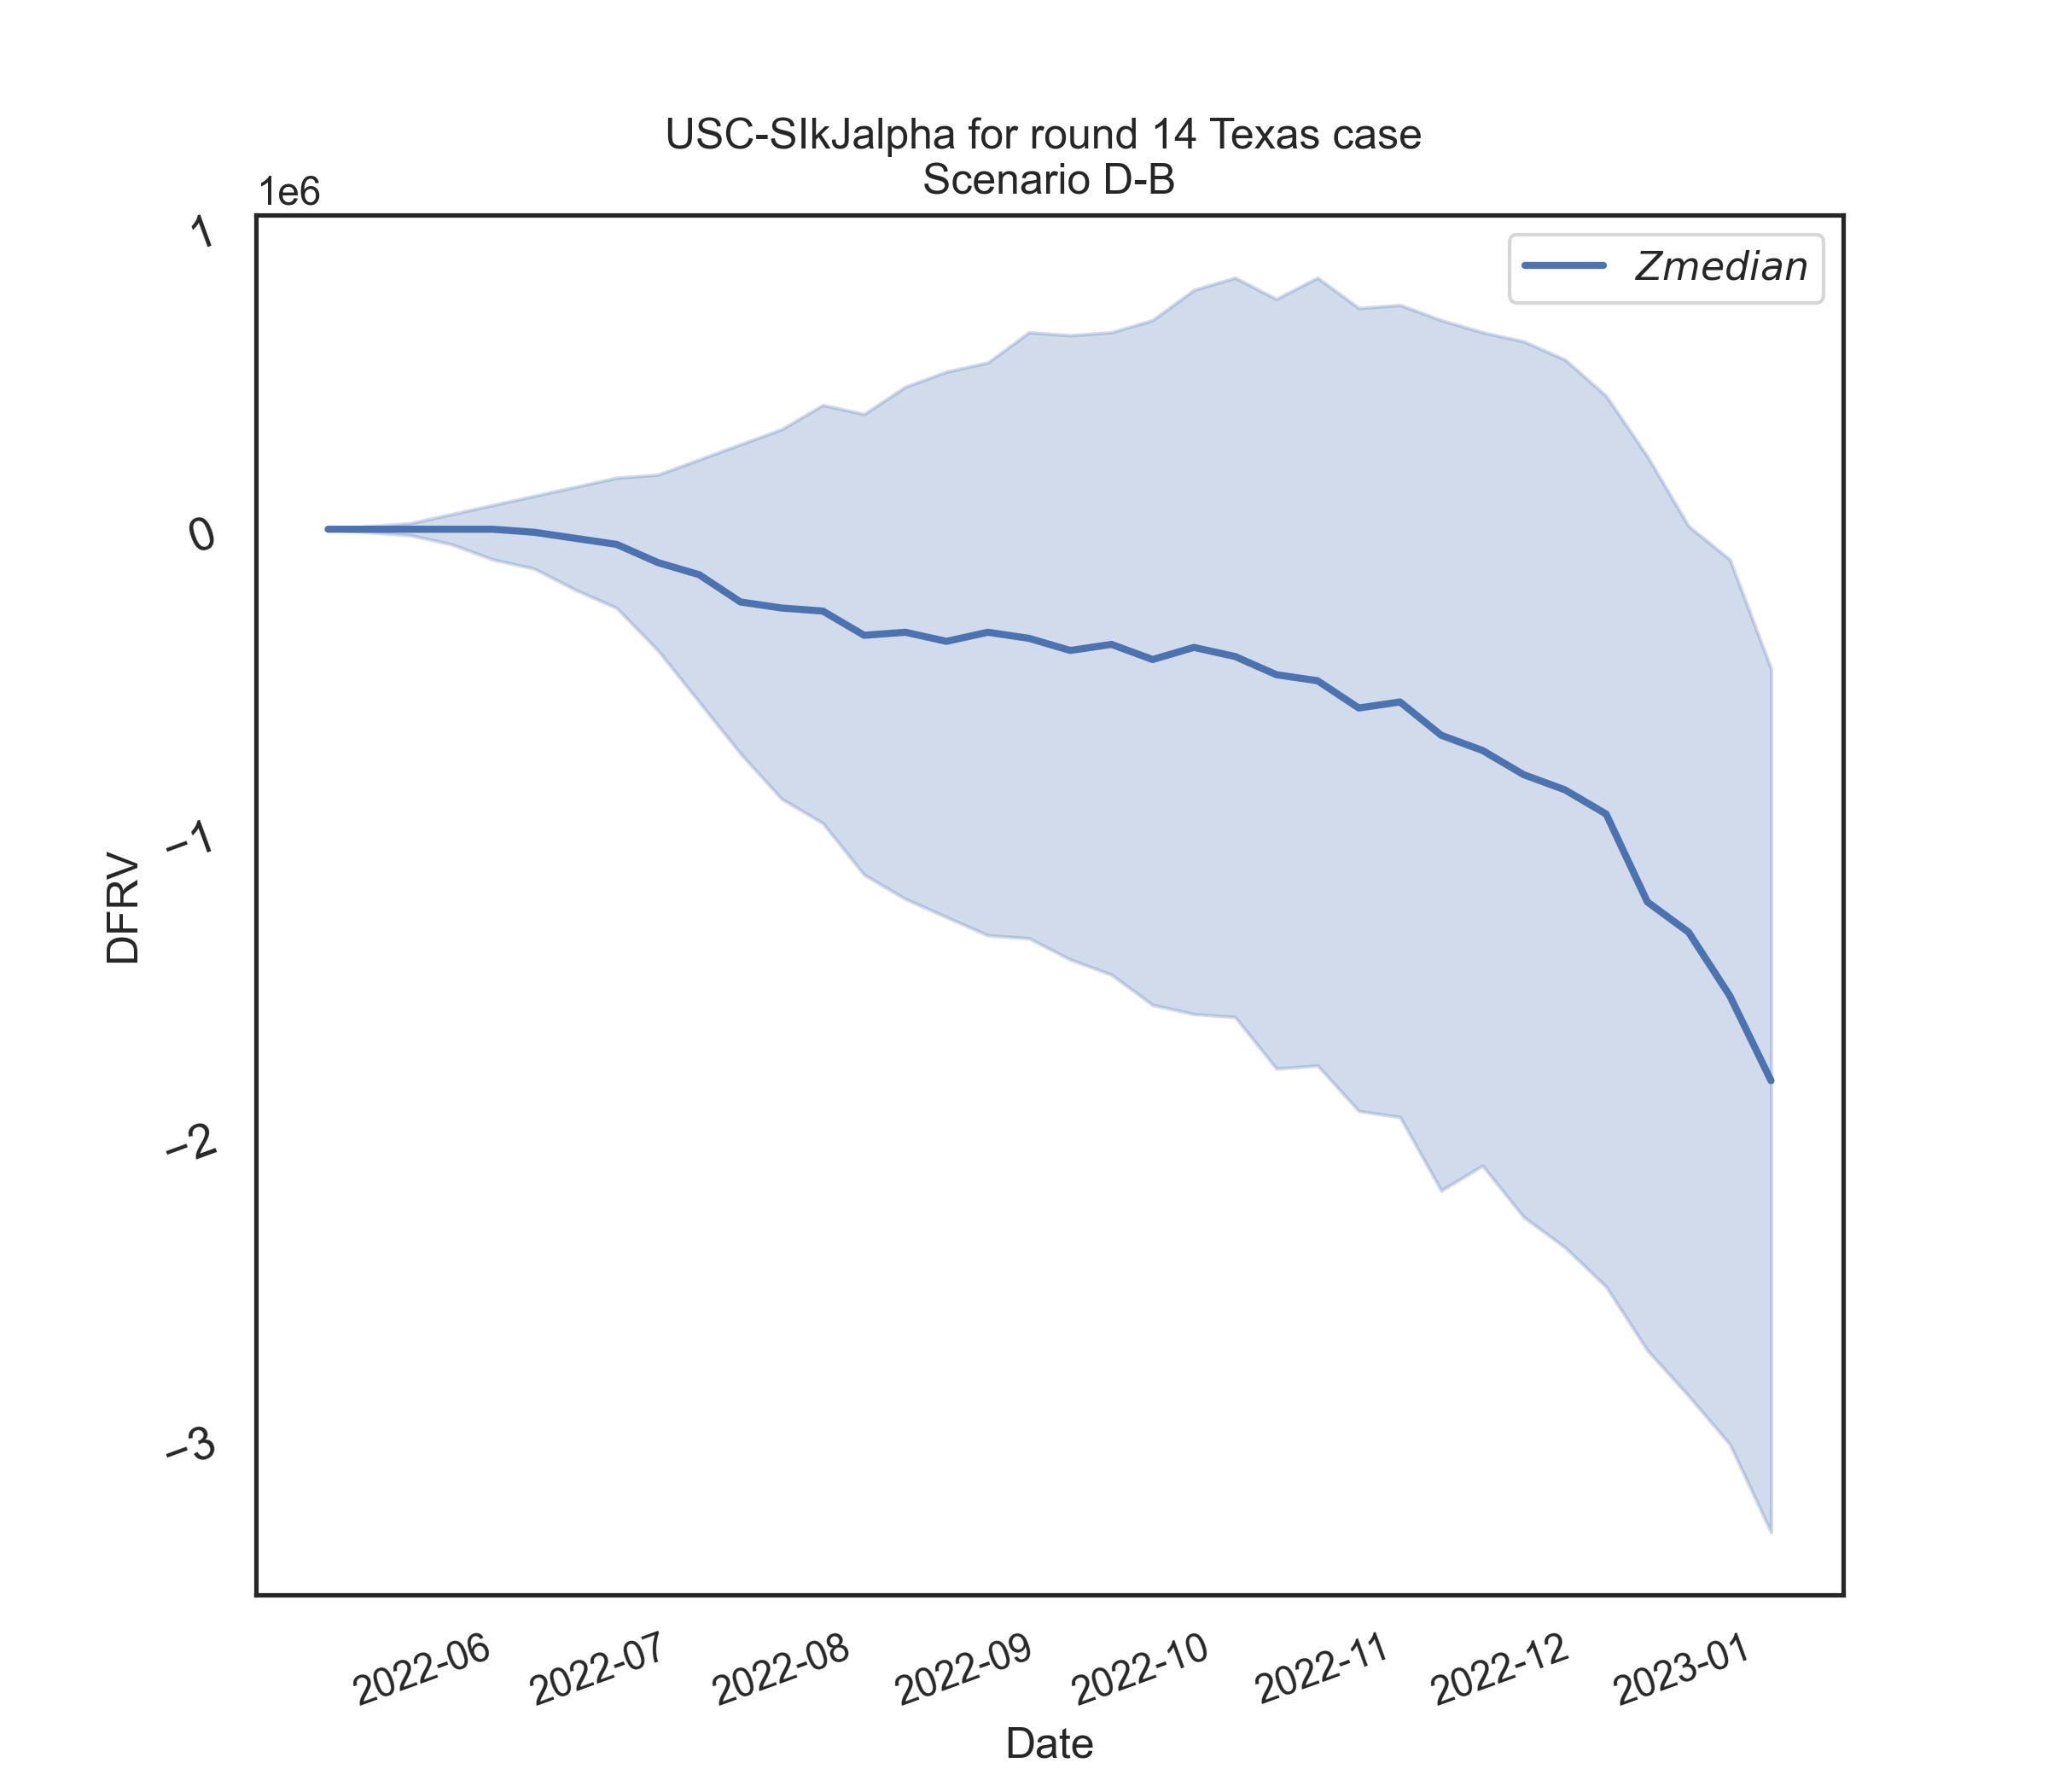 USC-SIkJalpha for round 14 Texas case
Scenario D-B
1e6
Zmedian
1
0
−1
−2
−3
DFRV
2022-06
2022-07
2022-08
2022-09
2022-10
2022-11
2022-12
2023-01
Date